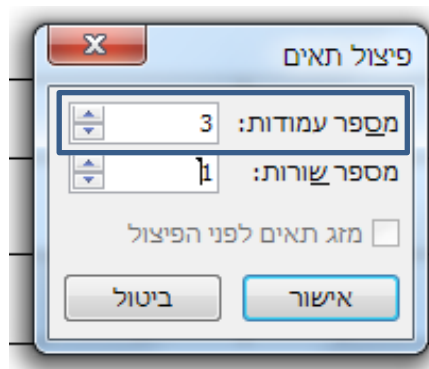 פיצול תאים
מספר עמודות: 3
מספר שורות: 1
מזג תאים לפני הפיצול
אישור ביטול